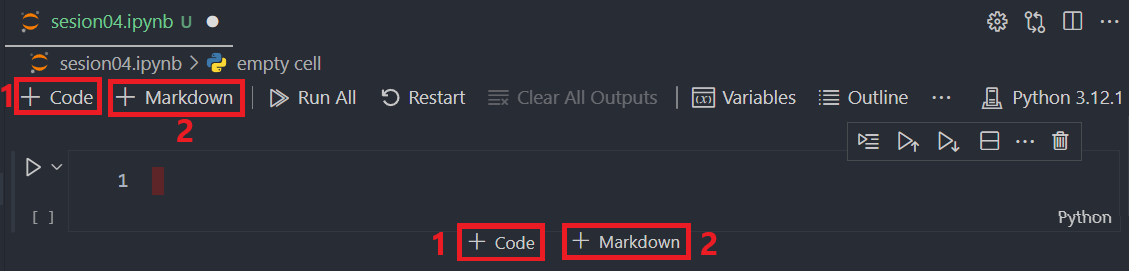 sesion04.ipynb U
sesion04.ipynb > empty cell
1 + Code + Markdown Run All Restart Clear All Outputs (x) Variables Outline ... Python 3.12.1
2
1
[ ]
Python
1 + Code + Markdown 2